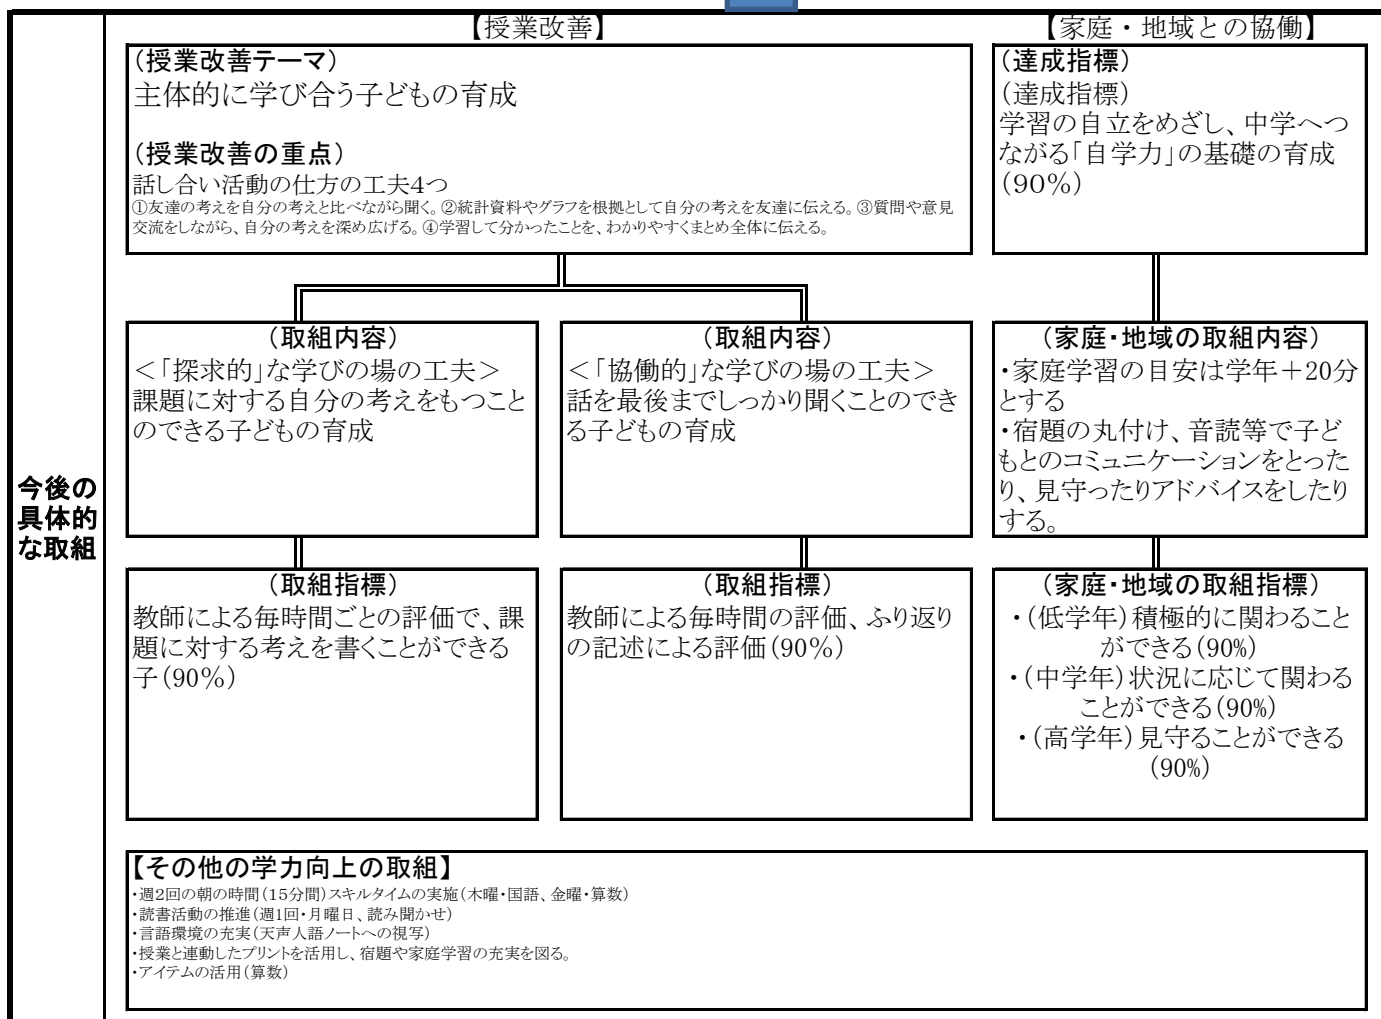 【授業改善】
(授業改善テーマ)
主体的に学び合う子どもの育成
(授業改善の重点)
話し合い活動の仕方の工夫4つ
①友達の考えを自分の考えと比べながら聞く。②統計資料やグラフを根拠として自分の考えを友達に伝える。③質問や意見
交流をしながら、自分の考えを深め広げる。④学習して分かったことを、わかりやすくまとめ全体に伝える。
【家庭・地域との協働】
(達成指標)
(達成指標)
学習の自立をめざし、中学へつ
ながる「自学力」の基礎の育成
(90%)
今後の
具体的
な取組
(取組内容)
<「探求的」な学びの場の工夫>
課題に対する自分の考えをもつこと
のできる子どもの育成
(取組内容)
<「協働的」な学びの場の工夫>
話を最後までしっかり聞くことのでき
る子どもの育成
(家庭・地域の取組内容)
・家庭学習の目安は学年+20分
とする
・宿題の丸付け、音読等で子ど
もとのコミュニケーションをとった
り、見守ったりアドバイスをしたり
する。
(取組指標)
教師による毎時間ごとの評価で、課
題に対する考えを書くことができる
子(90%)
(取組指標)
教師による毎時間の評価、ふり返り
の記述による評価(90%)
(家庭・地域の取組指標)
・(低学年)積極的に関わること
ができる(90%)
・(中学年)状況に応じて関わる
ことができる(90%)
・(高学年)見守ることができる
(90%)
【その他の学力向上の取組】
・週2回の朝の時間(15分間)スキルタイムの実施(木曜・国語、金曜・算数)
・読書活動の推進(週1回・月曜日、読み聞かせ)
・言語環境の充実(天声人語ノートへの視写)
・授業と連動したプリントを活用し、宿題や家庭学習の充実を図る。
・アイテムの活用(算数)